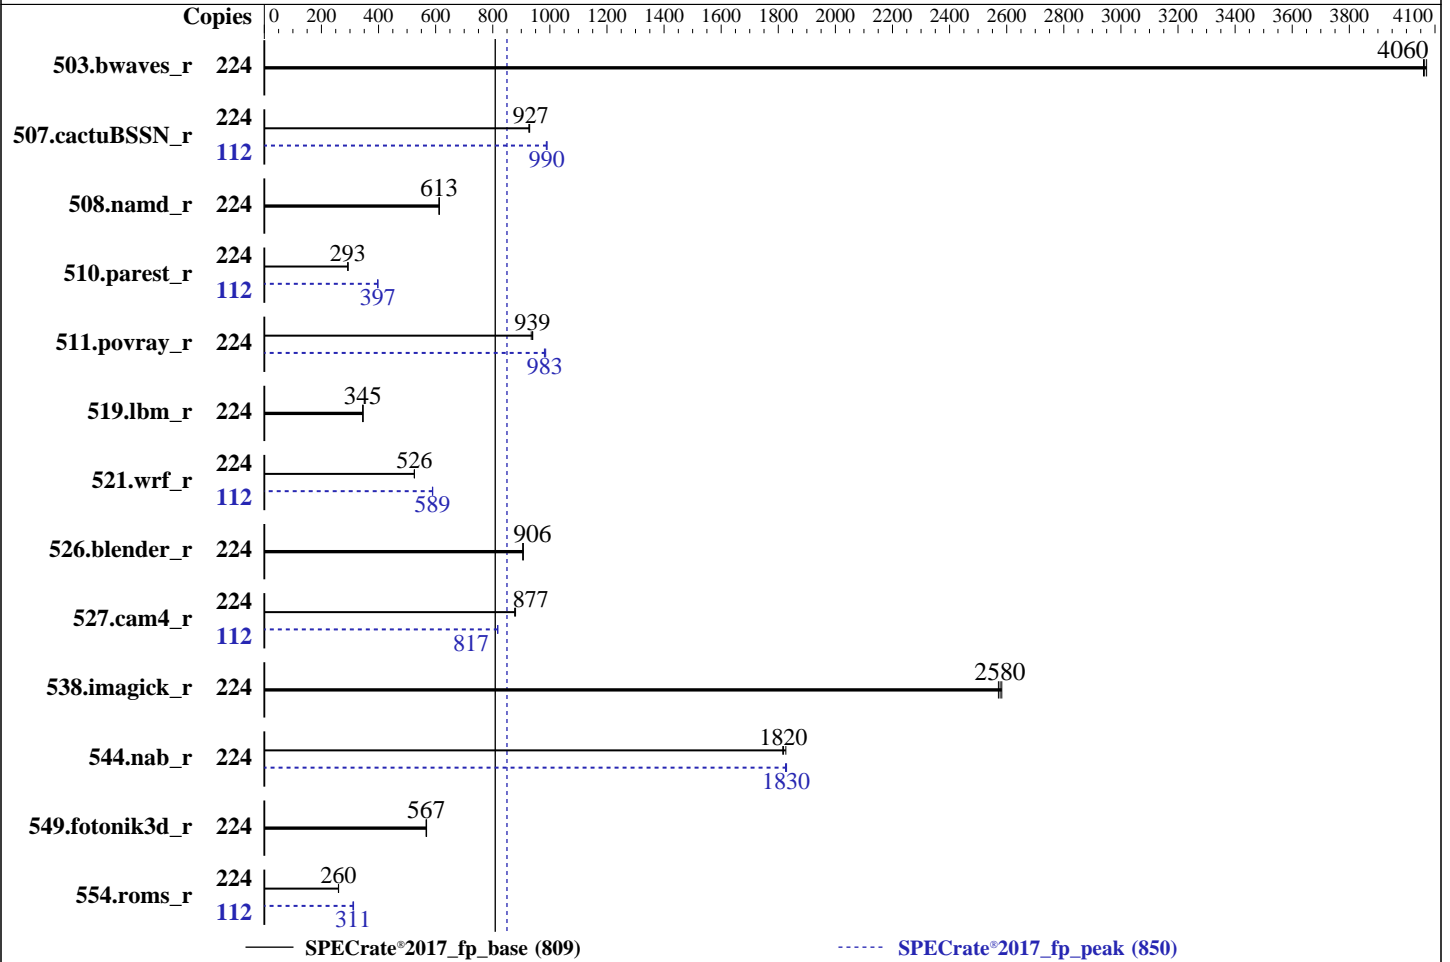 Copies 0 200 400 600 800 1000 1200 1400 1600 1800 2000 2200 2400 2600 2800 3000 3200 3400 3600 3800 4100
4060
503.bwaves_r 224
224 927
507.cactuBSSN_r
112 990
613
508.namd_r 224
224 293
510.parest_r
112 397
939
511.povray_r 224
983
345
519.lbm_r 224
224 526
521.wrf_r
112 589
906
526.blender_r 224
224 877
527.cam4_r
112 817
2580
538.imagick_r 224
1820
544.nab_r 224
1830
567
549.fotonik3d_r 224
224 260
554.roms_r
112 311
SPECrate®2017_fp_base (809) SPECrate®2017_fp_peak (850)